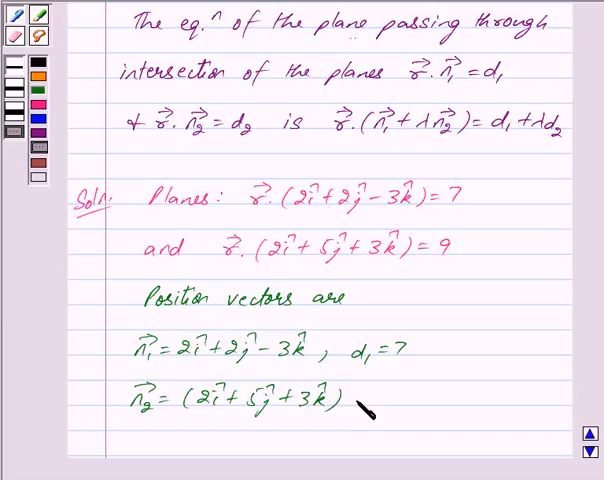 The eq.ⁿ of the plane passing through
intersection of the planes r⃗ . n⃗₁ = d₁
& r⃗ . n⃗₂ = d₂ is r⃗ . (n⃗₁ + λn⃗₂) = d₁ + λd₂
Soln. Planes: r⃗ . (2î + 2ĵ − 3k̂) = 7
and r⃗ . (2î + 5ĵ + 3k̂) = 9
Position vectors are
n⃗₁ = 2î + 2ĵ − 3k̂ , d₁ = 7
n⃗₂ = (2î + 5ĵ + 3k̂)